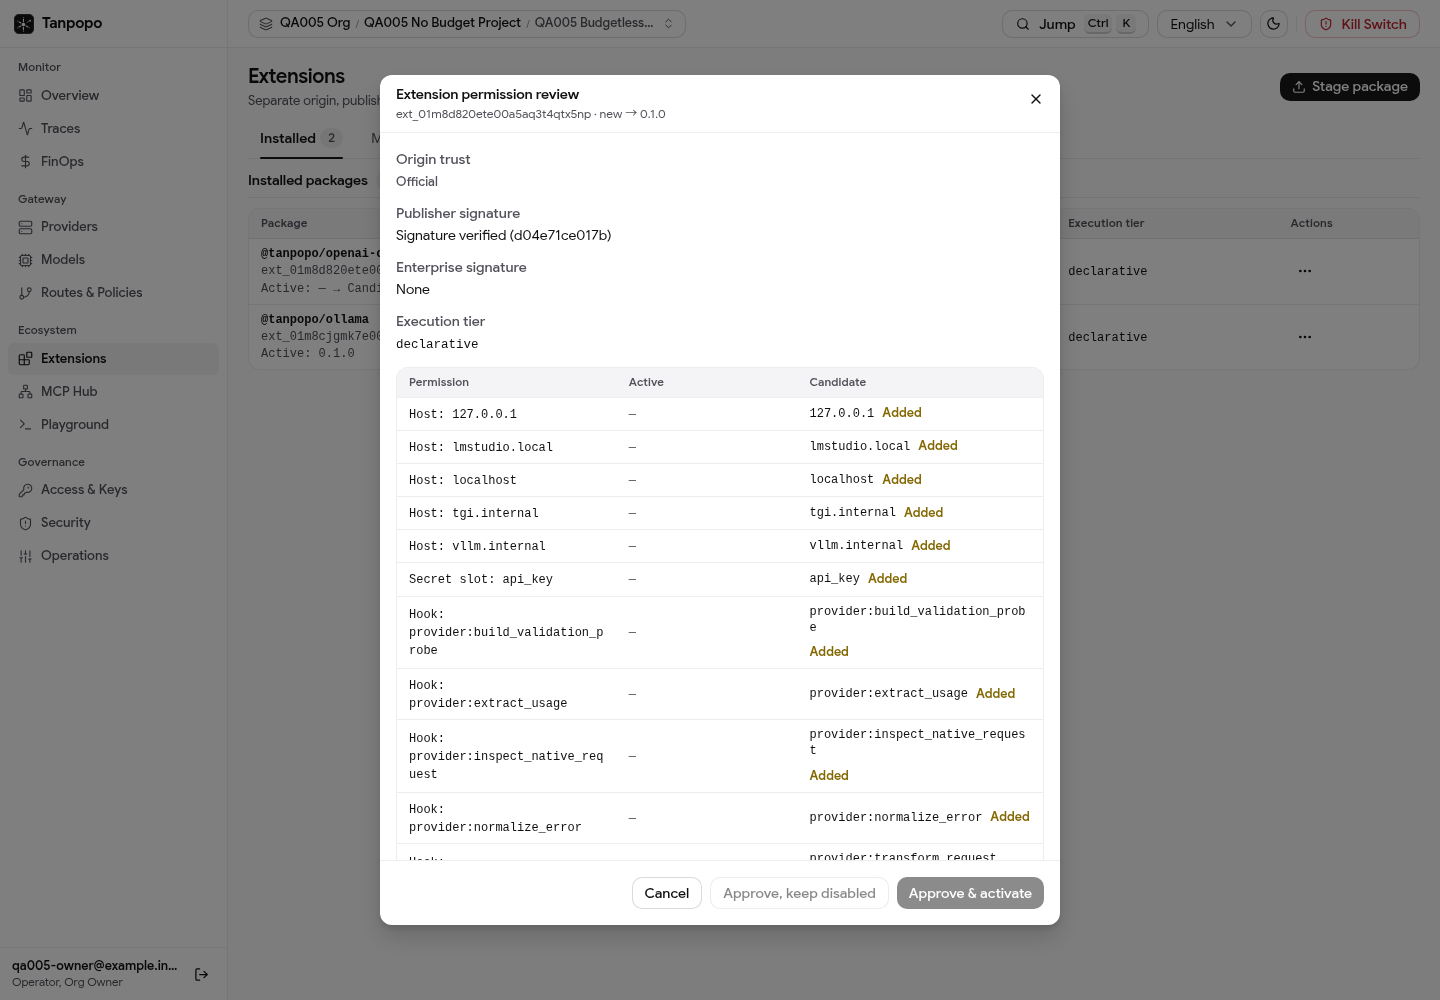 Tanpopo
QA005 Org / QA005 No Budget Project / QA005 Budgetless...
Jump Ctrl K
English
Kill Switch
Monitor
Overview
Traces
FinOps
Gateway
Providers
Models
Routes & Policies
Ecosystem
Extensions
MCP Hub
Playground
Governance
Access & Keys
Security
Operations
qa005-owner@example.in...
Operator, Org Owner
Extensions
Separate origin, publish
Stage package
Installed 2
M
Installed packages
Package
Execution tier
Actions
@tanpopo/openai-c
ext_01m8d820ete00
Active: — → Candi
declarative
@tanpopo/ollama
ext_01m8cjgmk7e00
Active: 0.1.0
declarative
Extension permission review
ext_01m8d820ete00a5aq3t4qtx5np · new → 0.1.0
Origin trust
Official
Publisher signature
Signature verified (d04e71ce017b)
Enterprise signature
None
Execution tier
declarative
Permission Active Candidate
Host: 127.0.0.1 — 127.0.0.1 Added
Host: lmstudio.local — lmstudio.local Added
Host: localhost — localhost Added
Host: tgi.internal — tgi.internal Added
Host: vllm.internal — vllm.internal Added
Secret slot: api_key — api_key Added
Hook:
provider:build_validation_p
robe
—
provider:build_validation_prob
e
Added
Hook:
provider:extract_usage
—
provider:extract_usage Added
Hook:
provider:inspect_native_req
uest
—
provider:inspect_native_reques
t
Added
Hook:
provider:normalize_error
—
provider:normalize_error Added
Hook:
provider:transform_request
Cancel
Approve, keep disabled
Approve & activate